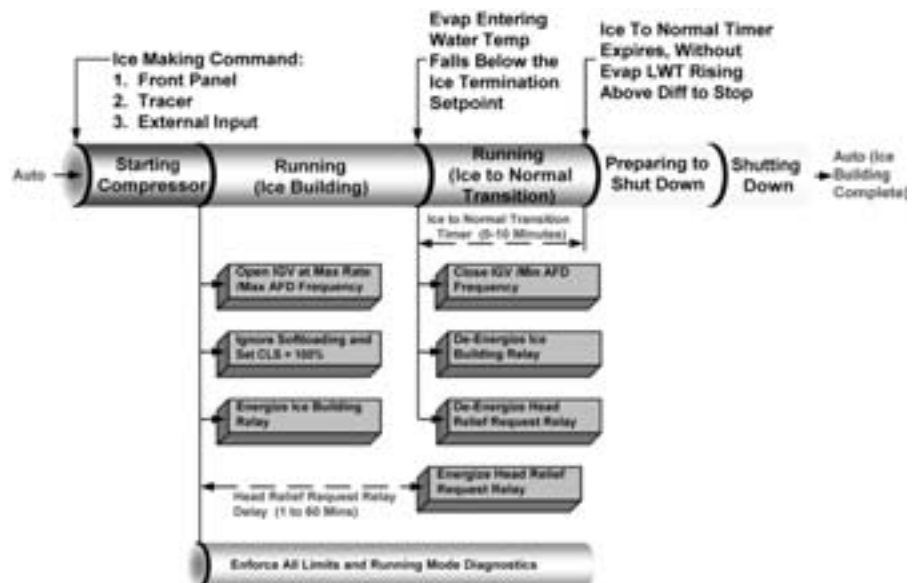 Ice Making Command:
1. Front Panel
2. Tracer
3. External Input
Evap Entering
Water Temp
Falls Below the
Ice Termination
Setpoint
Ice To Normal Timer
Expires, Without
Evap LWT Rising
Above Diff to Stop
Auto
Starting
Compressor
Running
(Ice Building)
Running
(Ice to Normal
Transition)
Preparing to
Shut Down
Shutting
Down
Auto (Ice
Building
Complete)
Ice to Normal Transition
Timer (0-10 Minutes)
Open IGV at Max Rate
/Max AFD Frequency
Close IGV /Min AFD
Frequency
Ignore Softloading and
Set CLS = 100%
De-Energize Ice
Building Relay
Energize Ice Building
Relay
De-Energize Head
Relief Request Relay
Energize Head Relief
Request Relay
Head Relief Request Relay
Delay (1 to 60 Mins)
Enforce All Limits and Running Mode Diagnostics